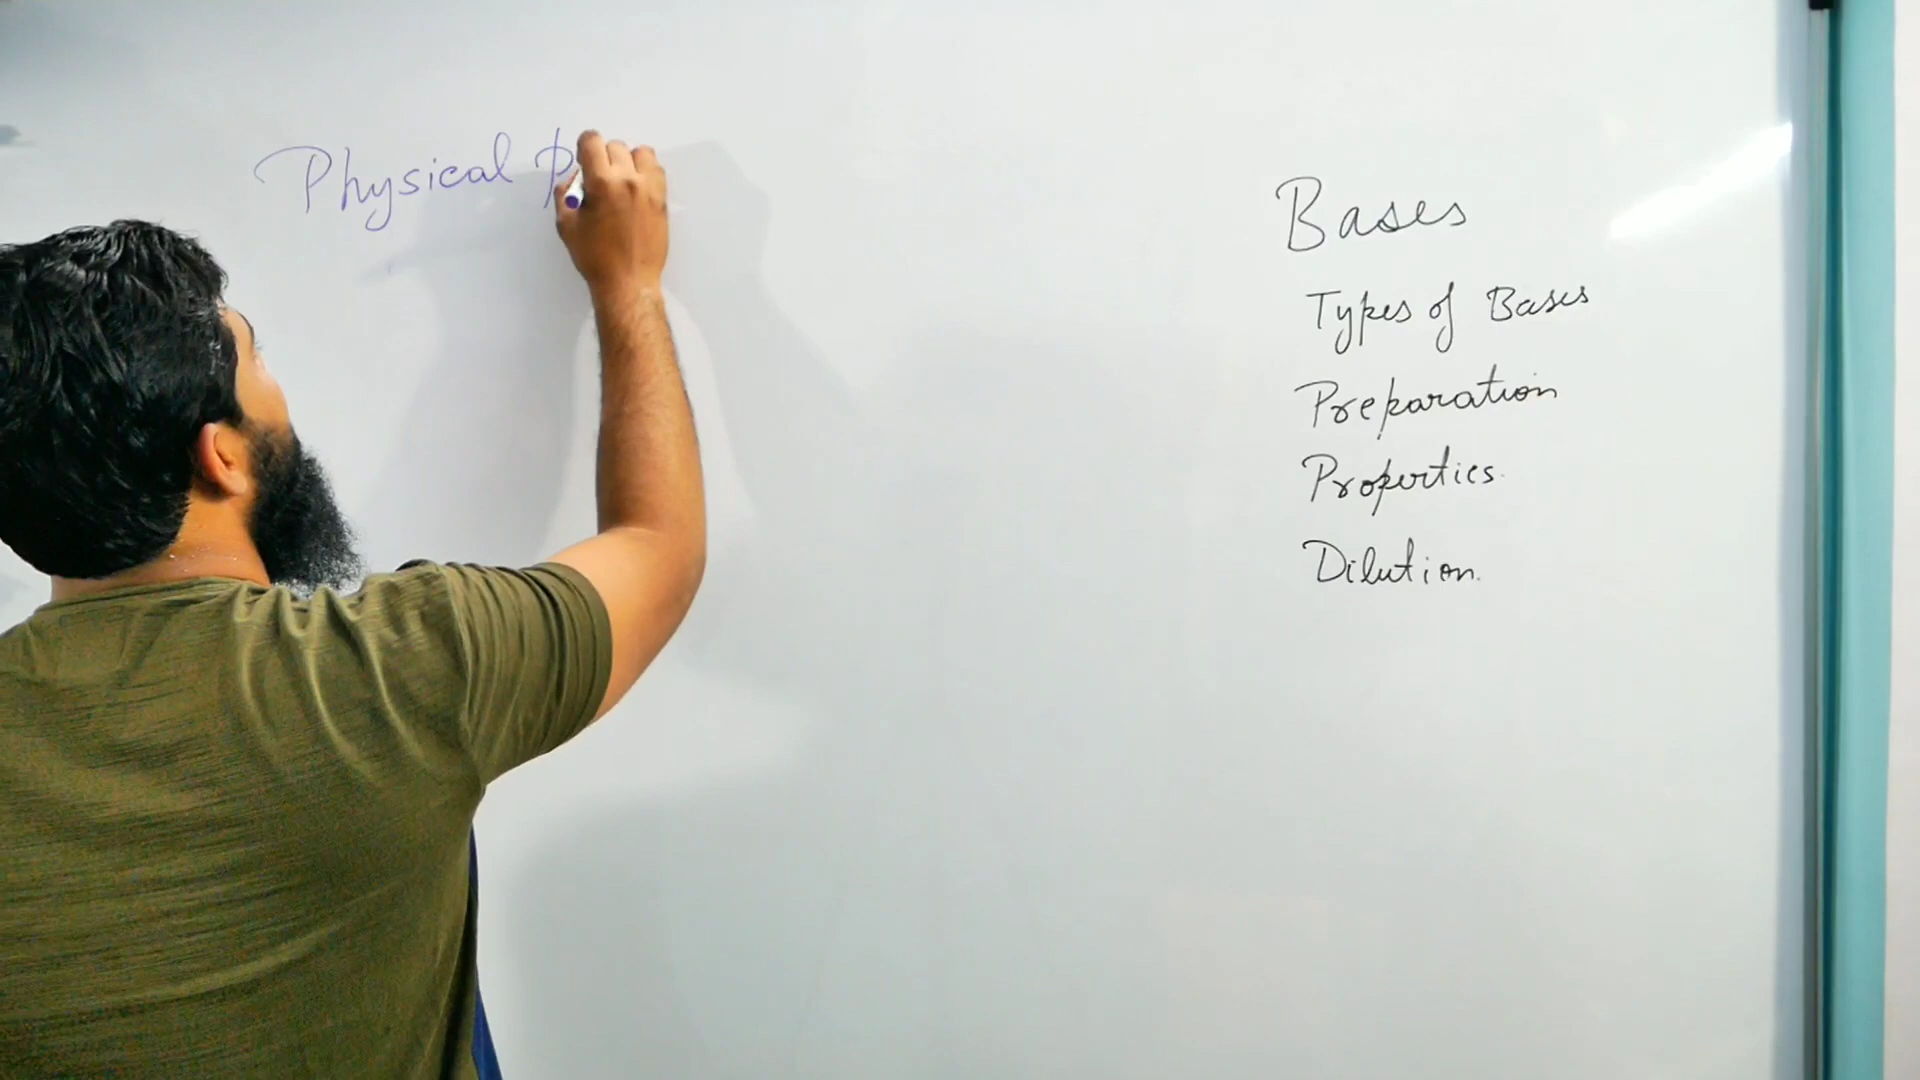 Physical p
Bases
Types of Bases
Preparation
Properties.
Dilution.